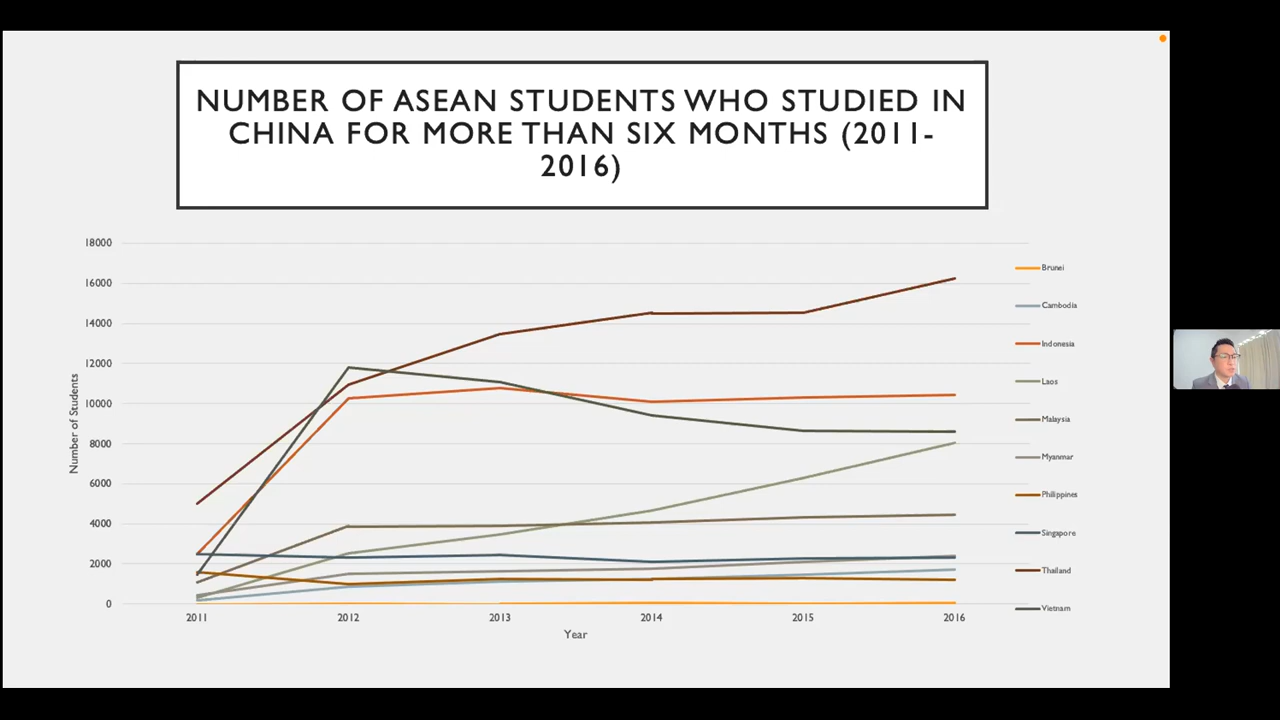 NUMBER OF ASEAN STUDENTS WHO STUDIED IN
CHINA FOR MORE THAN SIX MONTHS (2011-
2016)
18000
16000
14000
12000
10000
8000
6000
4000
2000
0
Number of Students
2011
2012
2013
2014
2015
2016
Year
Brunei
Cambodia
Indonesia
Laos
Malaysia
Myanmar
Philippines
Singapore
Thailand
Vietnam